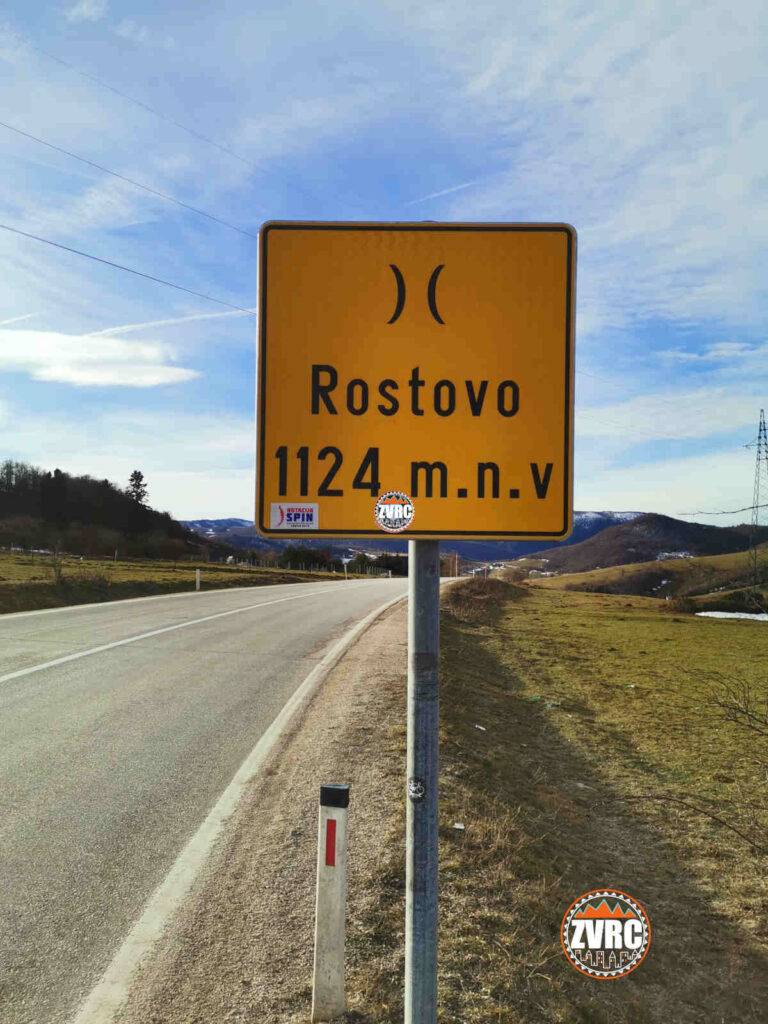 )(
Rostovo
1124 m.n.v
SPIN
ZVRC
ZVRC